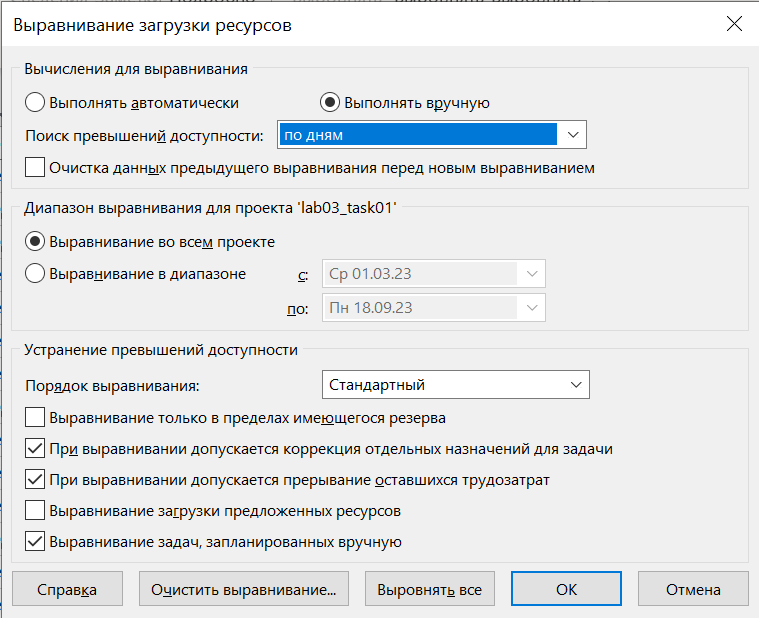 Выравнивание загрузки ресурсов
Вычисления для выравнивания
Выполнять автоматически
Выполнять вручную
Поиск превышений доступности:
по дням
Очистка данных предыдущего выравнивания перед новым выравниванием
Диапазон выравнивания для проекта 'lab03_task01'
Выравнивание во всем проекте
Выравнивание в диапазоне
с:
Ср 01.03.23
по:
Пн 18.09.23
Устранение превышений доступности
Порядок выравнивания:
Стандартный
Выравнивание только в пределах имеющегося резерва
При выравнивании допускается коррекция отдельных назначений для задачи
При выравнивании допускается прерывание оставшихся трудозатрат
Выравнивание загрузки предложенных ресурсов
Выравнивание задач, запланированных вручную
Справка
Очистить выравнивание...
Выровнять все
ОК
Отмена